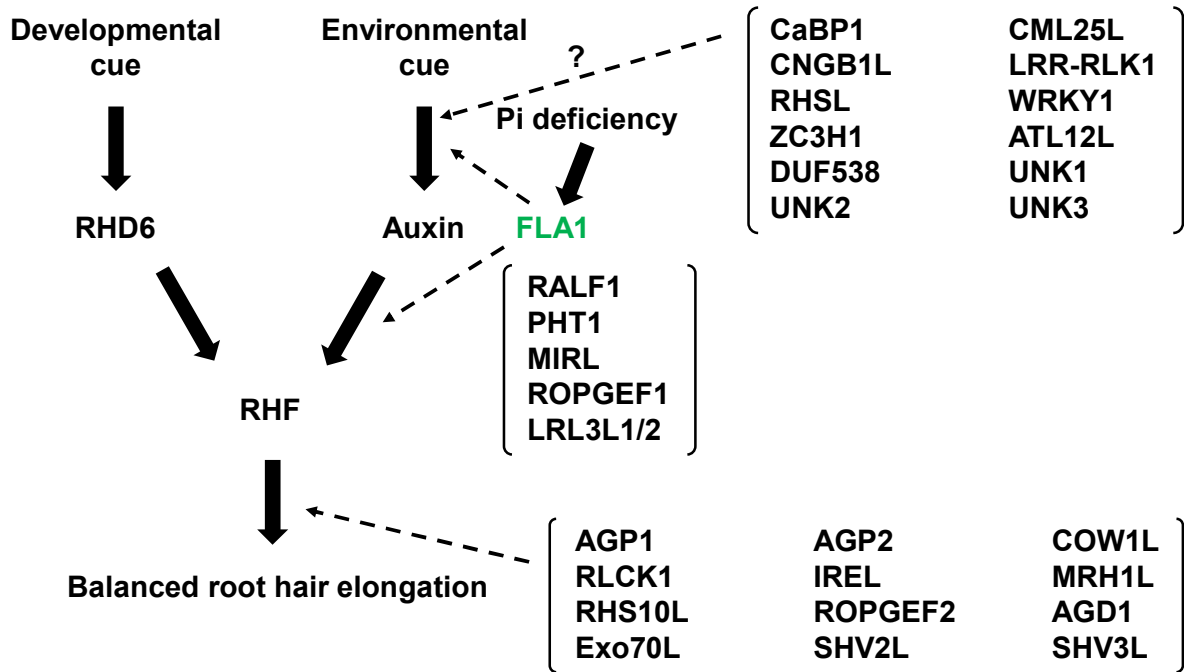 Developmental
cue
Environmental
cue
?
Pi deficiency
RHD6
Auxin
FLA1
CaBP1 CML25L
CNGB1L LRR-RLK1
RHSL WRKY1
ZC3H1 ATL12L
DUF538 UNK1
UNK2 UNK3
RALF1
PHT1
MIRL
ROPGEF1
LRL3L1/2
RHF
Balanced root hair elongation
AGP1 AGP2 COW1L
RLCK1 IREL MRH1L
RHS10L ROPGEF2 AGD1
Exo70L SHV2L SHV3L